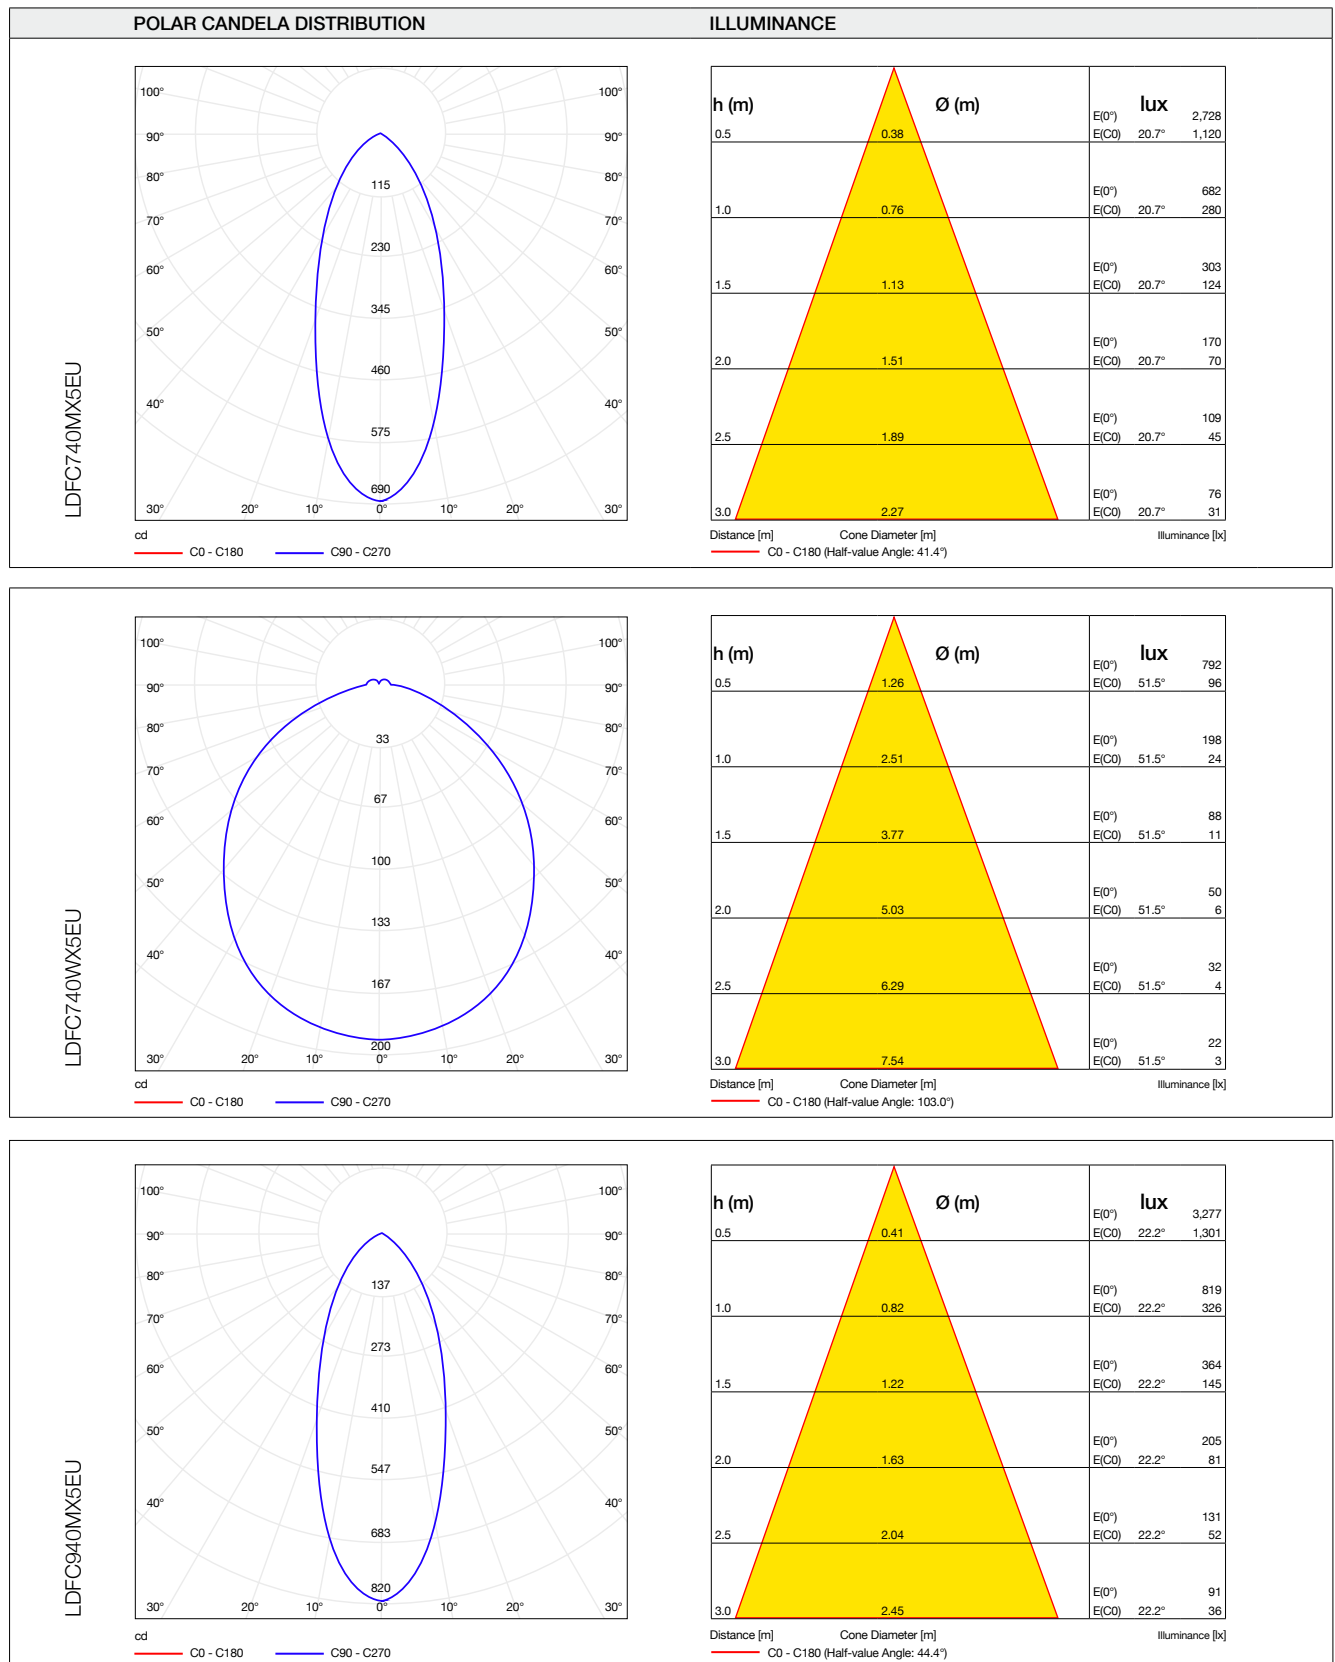 POLAR CANDELA DISTRIBUTION ILLUMINANCE
LDFC740MX5EU
100° 100°
90° 90°
80° 80°
70° 70°
60° 60°
50° 50°
40° 40°
115
230
345
460
575
690
30° 20° 10° 0° 10° 20° 30°
cd
C0 - C180 C90 - C270
h (m) Ø (m) lux
E(0°) 2,728
0.5 0.38 E(C0) 20.7° 1,120
E(0°) 682
1.0 0.76 E(C0) 20.7° 280
E(0°) 303
1.5 1.13 E(C0) 20.7° 124
E(0°) 170
2.0 1.51 E(C0) 20.7° 70
E(0°) 109
2.5 1.89 E(C0) 20.7° 45
E(0°) 76
3.0 2.27 E(C0) 20.7° 31
Distance [m] Cone Diameter [m] Illuminance [lx]
C0 - C180 (Half-value Angle: 41.4°)
LDFC740WX5EU
100° 100°
90° 90°
80° 80°
70° 70°
60° 60°
50° 50°
40° 40°
33
67
100
133
167
200
30° 20° 10° 0° 10° 20° 30°
cd
C0 - C180 C90 - C270
h (m) Ø (m) lux
E(0°) 792
0.5 1.26 E(C0) 51.5° 96
E(0°) 198
1.0 2.51 E(C0) 51.5° 24
E(0°) 88
1.5 3.77 E(C0) 51.5° 11
E(0°) 50
2.0 5.03 E(C0) 51.5° 6
E(0°) 32
2.5 6.29 E(C0) 51.5° 4
E(0°) 22
3.0 7.54 E(C0) 51.5° 3
Distance [m] Cone Diameter [m] Illuminance [lx]
C0 - C180 (Half-value Angle: 103.0°)
LDFC940MX5EU
100° 100°
90° 90°
80° 80°
70° 70°
60° 60°
50° 50°
40° 40°
137
273
410
547
683
820
30° 20° 10° 0° 10° 20° 30°
cd
C0 - C180 C90 - C270
h (m) Ø (m) lux
E(0°) 3,277
0.5 0.41 E(C0) 22.2° 1,301
E(0°) 819
1.0 0.82 E(C0) 22.2° 326
E(0°) 364
1.5 1.22 E(C0) 22.2° 145
E(0°) 205
2.0 1.63 E(C0) 22.2° 81
E(0°) 131
2.5 2.04 E(C0) 22.2° 52
E(0°) 91
3.0 2.45 E(C0) 22.2° 36
Distance [m] Cone Diameter [m] Illuminance [lx]
C0 - C180 (Half-value Angle: 44.4°)